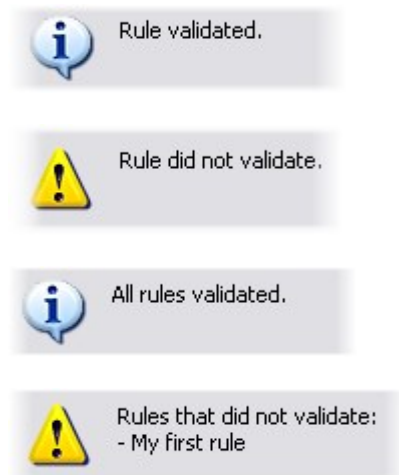 Rule validated.
Rule did not validate.
All rules validated.
Rules that did not validate:
- My first rule